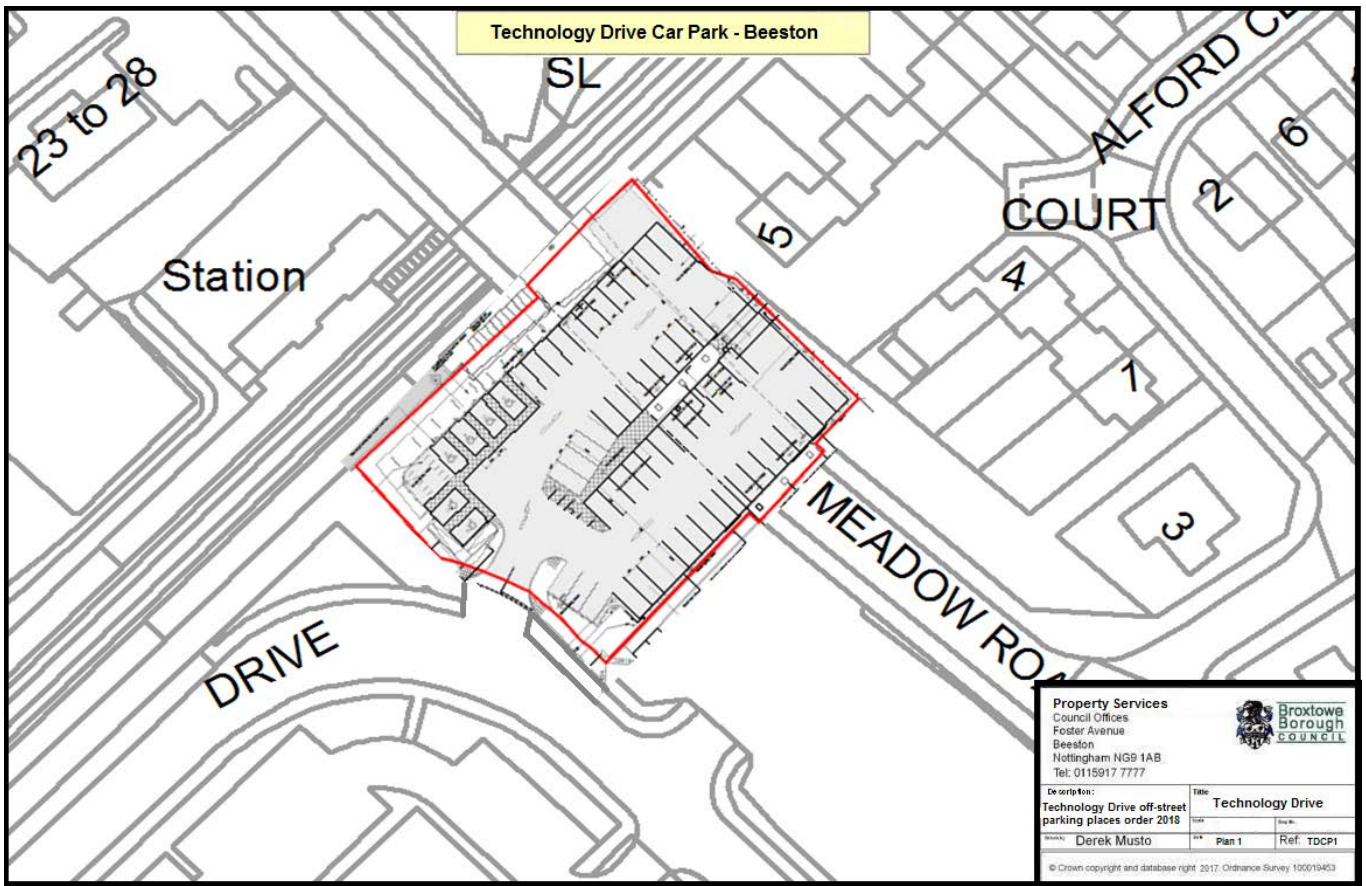 Technology Drive Car Park - Beeston
SL
23 to 28
Station
5
ALFORD CL
COURT
6
2
4
1
3
MEADOW ROA
DRIVE
Property Services
Council Offices
Foster Avenue
Beeston
Nottingham NG9 1AB
Tel: 0115917 7777
Broxtowe
Borough
COUNCIL
Description:
Technology Drive off-street
parking places order 2018
Title
Technology Drive
Derek Musto
Plan 1
Ref: TDCP1
© Crown copyright and database right 2017. Ordnance Survey 100019453